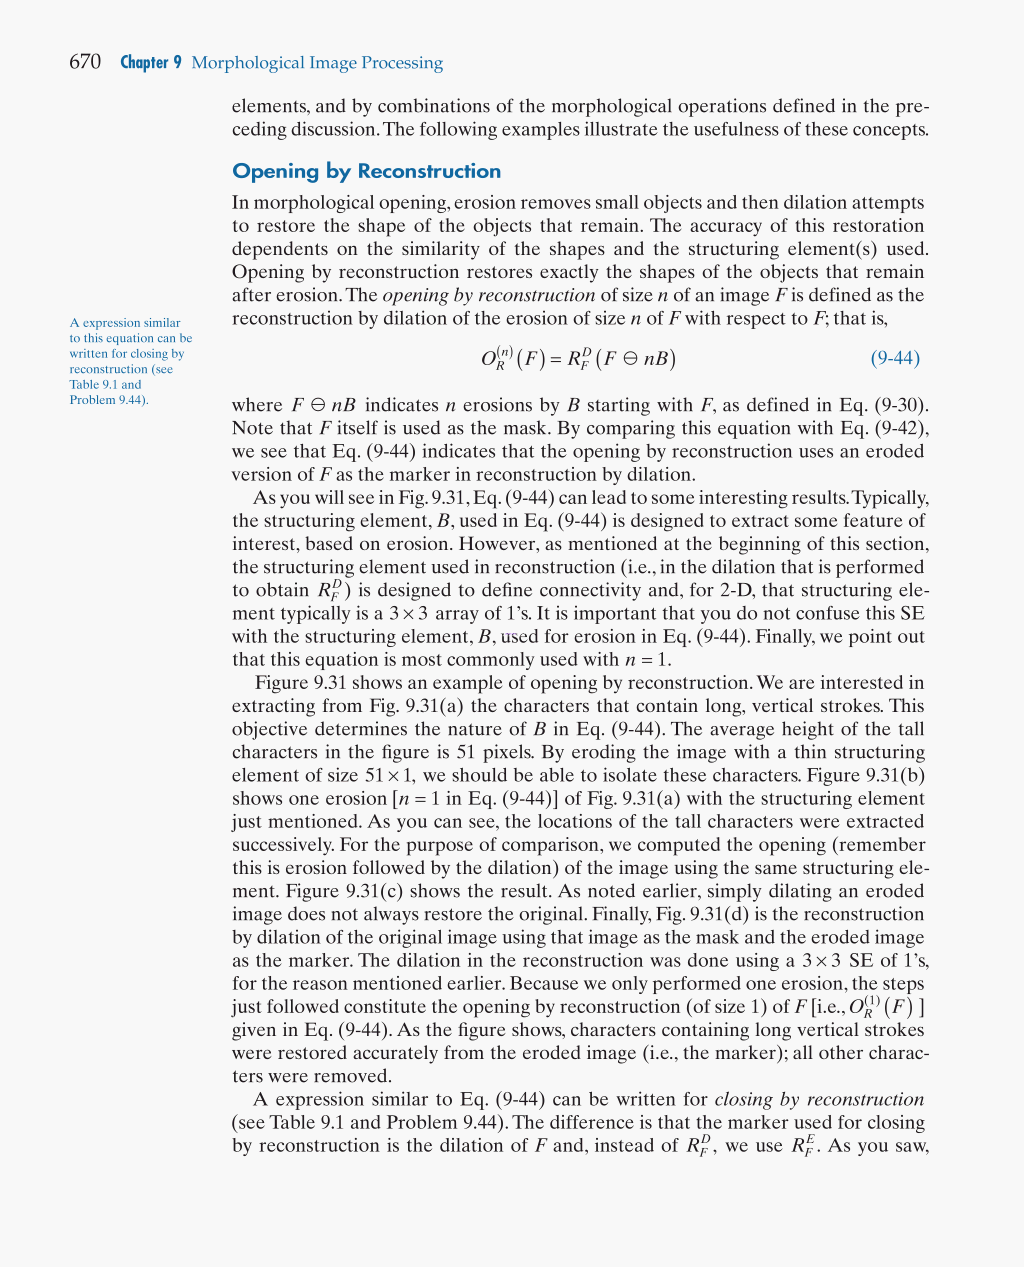 670 Chapter 9 Morphological Image Processing
elements, and by combinations of the morphological operations defined in the pre-
ceding discussion. The following examples illustrate the usefulness of these concepts.
Opening by Reconstruction
In morphological opening, erosion removes small objects and then dilation attempts
to restore the shape of the objects that remain. The accuracy of this restoration
dependents on the similarity of the shapes and the structuring element(s) used.
Opening by reconstruction restores exactly the shapes of the objects that remain
after erosion. The opening by reconstruction of size n of an image F is defined as the
reconstruction by dilation of the erosion of size n of F with respect to F; that is,
A expression similar
to this equation can be
written for closing by
reconstruction (see
Table 9.1 and
Problem 9.44).
O_R^(n) (F) = R_F^D (F ⊖ nB) (9-44)
where F ⊖ nB indicates n erosions by B starting with F, as defined in Eq. (9-30).
Note that F itself is used as the mask. By comparing this equation with Eq. (9-42),
we see that Eq. (9-44) indicates that the opening by reconstruction uses an eroded
version of F as the marker in reconstruction by dilation.
As you will see in Fig. 9.31, Eq. (9-44) can lead to some interesting results. Typically,
the structuring element, B, used in Eq. (9-44) is designed to extract some feature of
interest, based on erosion. However, as mentioned at the beginning of this section,
the structuring element used in reconstruction (i.e., in the dilation that is performed
to obtain R_F^D ) is designed to define connectivity and, for 2-D, that structuring ele-
ment typically is a 3 × 3 array of 1's. It is important that you do not confuse this SE
with the structuring element, B, used for erosion in Eq. (9-44). Finally, we point out
that this equation is most commonly used with n = 1.
Figure 9.31 shows an example of opening by reconstruction. We are interested in
extracting from Fig. 9.31(a) the characters that contain long, vertical strokes. This
objective determines the nature of B in Eq. (9-44). The average height of the tall
characters in the figure is 51 pixels. By eroding the image with a thin structuring
element of size 51 × 1, we should be able to isolate these characters. Figure 9.31(b)
shows one erosion [n = 1 in Eq. (9-44)] of Fig. 9.31(a) with the structuring element
just mentioned. As you can see, the locations of the tall characters were extracted
successively. For the purpose of comparison, we computed the opening (remember
this is erosion followed by the dilation) of the image using the same structuring ele-
ment. Figure 9.31(c) shows the result. As noted earlier, simply dilating an eroded
image does not always restore the original. Finally, Fig. 9.31(d) is the reconstruction
by dilation of the original image using that image as the mask and the eroded image
as the marker. The dilation in the reconstruction was done using a 3 × 3 SE of 1's,
for the reason mentioned earlier. Because we only performed one erosion, the steps
just followed constitute the opening by reconstruction (of size 1) of F [i.e., O_R^(1) (F) ]
given in Eq. (9-44). As the figure shows, characters containing long vertical strokes
were restored accurately from the eroded image (i.e., the marker); all other charac-
ters were removed.
A expression similar to Eq. (9-44) can be written for closing by reconstruction
(see Table 9.1 and Problem 9.44). The difference is that the marker used for closing
by reconstruction is the dilation of F and, instead of R_F^D , we use R_F^E . As you saw,